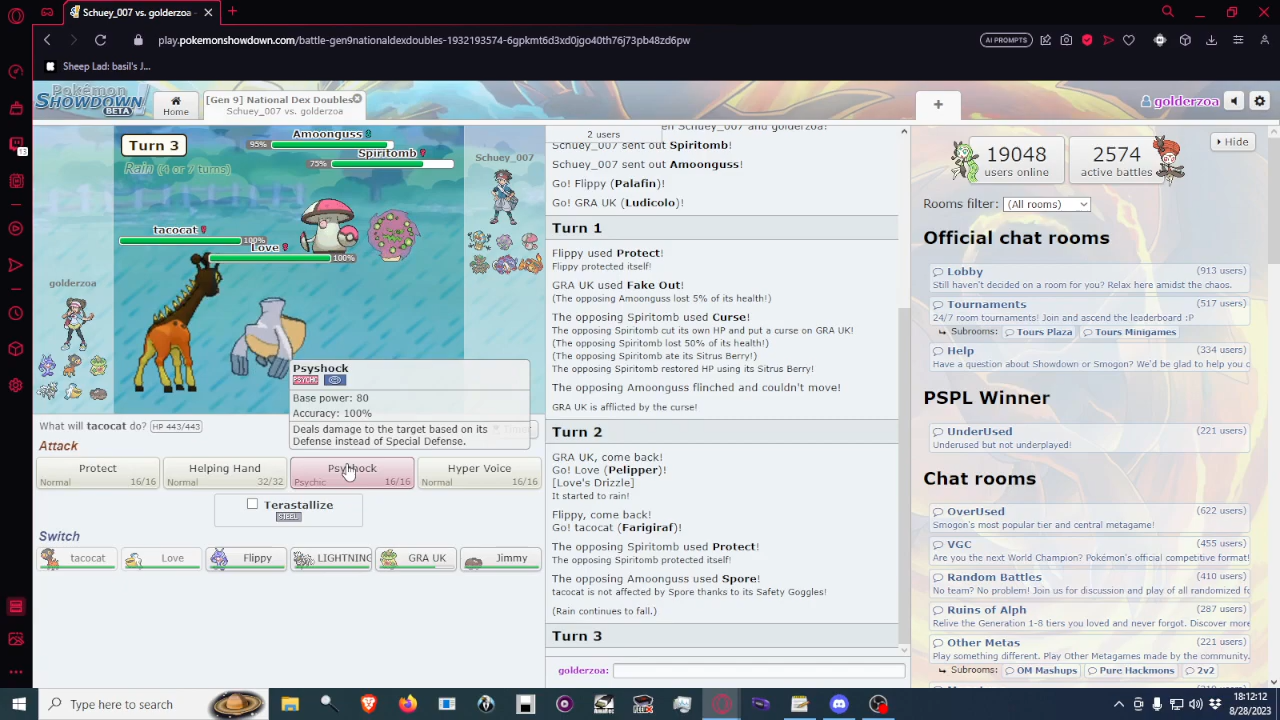 Schuey_007 vs. golderzoa
play.pokemonshowdown.com/battle-gen9nationaldexdoubles-1932193574-6gpkmt6d3xd0jgo40th76j73pb48zd6pw
AI PROMPTS
Sheep Lad: basil's J...
Pokémon
SHOWDOWN
BETA
Home
[Gen 9] National Dex Doubles
Schuey_007 vs. golderzoa
golderzoa
Turn 3
Rain (4 or 7 turns)
95%
Amoonguss
75%
Spiritomb
Schuey_007
tacocat
100%
Love
100%
golderzoa
Psyshock
PSYCHC
Base power: 80
Accuracy: 100%
Deals damage to the target based on its
Defense instead of Special Defense.
What will tacocat do?
HP 443/443
Attack
Protect
Normal 16/16
Helping Hand
Normal 32/32
Psyshock
Psychic 16/16
Hyper Voice
Normal 16/16
Terastallize
STEEL
Switch
tacocat
Love
Flippy
LIGHTNING
GRA UK
Jimmy
2 users
Schuey_007 sent out Spiritomb!
Schuey_007 sent out Amoonguss!
Go! Flippy (Palafin)!
Go! GRA UK (Ludicolo)!
Turn 1
Flippy used Protect!
Flippy protected itself!
GRA UK used Fake Out!
(The opposing Amoonguss lost 5% of its health!)
The opposing Spiritomb used Curse!
(The opposing Spiritomb cut its own HP and put a curse on GRA UK!)
(The opposing Spiritomb lost 50% of its health!)
(The opposing Spiritomb ate its Sitrus Berry!)
(The opposing Spiritomb restored HP using its Sitrus Berry!)
The opposing Amoonguss flinched and couldn't move!
GRA UK is afflicted by the curse!
Turn 2
GRA UK, come back!
Go! Love (Pelipper)!
[Love's Drizzle]
It started to rain!
Flippy, come back!
Go! tacocat (Farigiraf)!
The opposing Spiritomb used Protect!
The opposing Spiritomb protected itself!
The opposing Amoonguss used Spore!
tacocat is not affected by Spore thanks to its Safety Goggles!
(Rain continues to fall.)
Turn 3
golderzoa:
19048
users online
2574
active battles
Hide
Rooms filter: (All rooms)
Official chat rooms
Lobby (913 users)
Still haven't decided on a room for you? Relax here amidst the chaos.
Tournaments (517 users)
24/7 room tournaments! Join and ascend the leaderboard :P
Subrooms: Tours Plaza Tours Minigames
Help (334 users)
Have a question about Showdown or Smogon? We'd be glad to help you
PSPL Winner
UnderUsed (221 users)
Underused but not underplayed!
Chat rooms
OverUsed (622 users)
Smogon's most popular tier and central metagame!
VGC (455 users)
Are you the next World Champion? Pokémon's official competitive format!
Random Battles (410 users)
No team? No problem! Join us for discussion and play of all randomized
Ruins of Alph (287 users)
Relive the Generation 1-8 tiers you loved and never forgot. Discover more
Other Metas (221 users)
Play something different. Play Other Metagames made by the community.
Subrooms: OM Mashups Pure Hackmons 2v2
13
Type here to search
18:12:12
8/28/2023